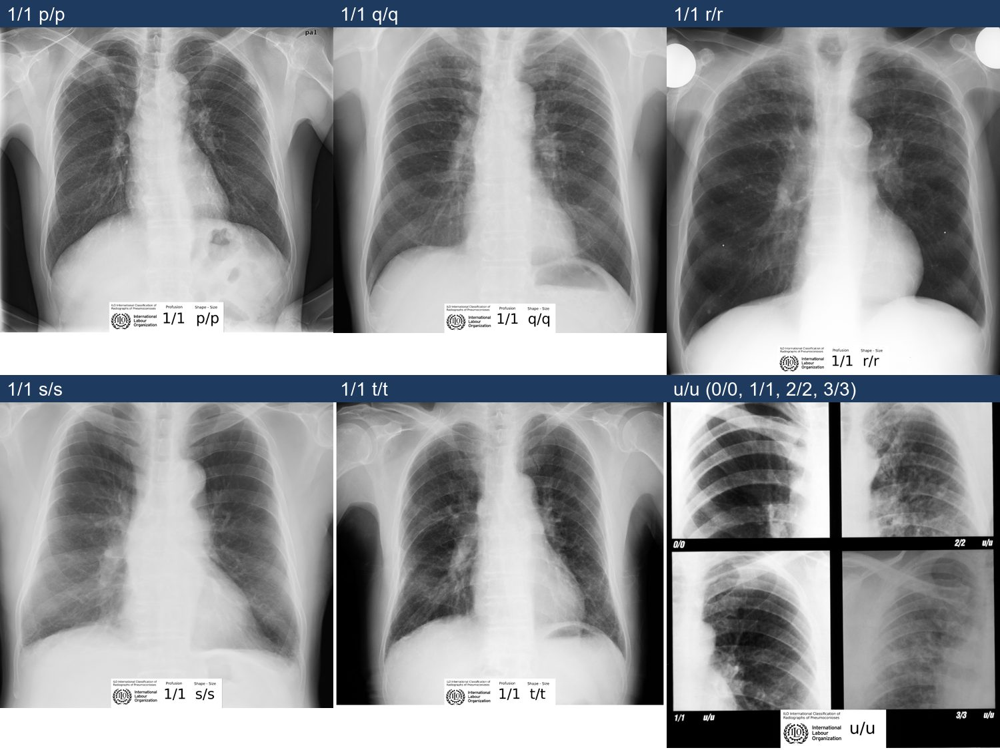 1/1 p/p
1/1 q/q
1/1 r/r
pa1
ILO International Classification of
Radiographs of Pneumoconioses
Profusion
Shape - Size
International
Labour
Organization
1/1
p/p
ILO International Classification of
Radiographs of Pneumoconioses
Profusion
Shape - Size
International
Labour
Organization
1/1
q/q
ILO International Classification of
Radiographs of Pneumoconioses
Profusion
Shape - Size
International
Labour
Organization
1/1
r/r
1/1 s/s
1/1 t/t
u/u (0/0, 1/1, 2/2, 3/3)
0/0
2/2 u/u
1/1 u/u
3/3 u/u
ILO International Classification of
Radiographs of Pneumoconioses
Profusion
Shape - Size
International
Labour
Organization
1/1
s/s
ILO International Classification of
Radiographs of Pneumoconioses
Profusion
Shape - Size
International
Labour
Organization
1/1
t/t
ILO International Classification of
Radiographs of Pneumoconioses
International
Labour
Organization
u/u